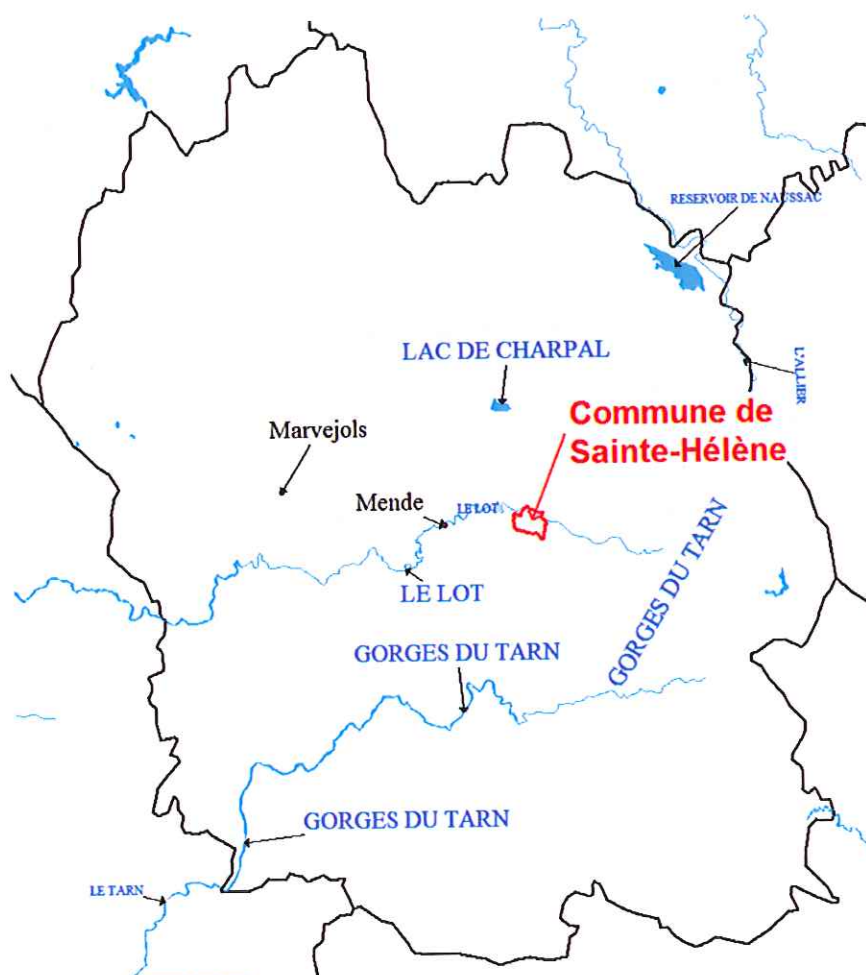 RESERVOIR DE NAUSSAC
LAC DE CHARPAL
L'ALLIER
Commune de
Sainte-Hélène
Marvejols
Mende
LE LOT
LE LOT
GORGES DU TARN
GORGES DU TARN
GORGES DU TARN
LE TARN